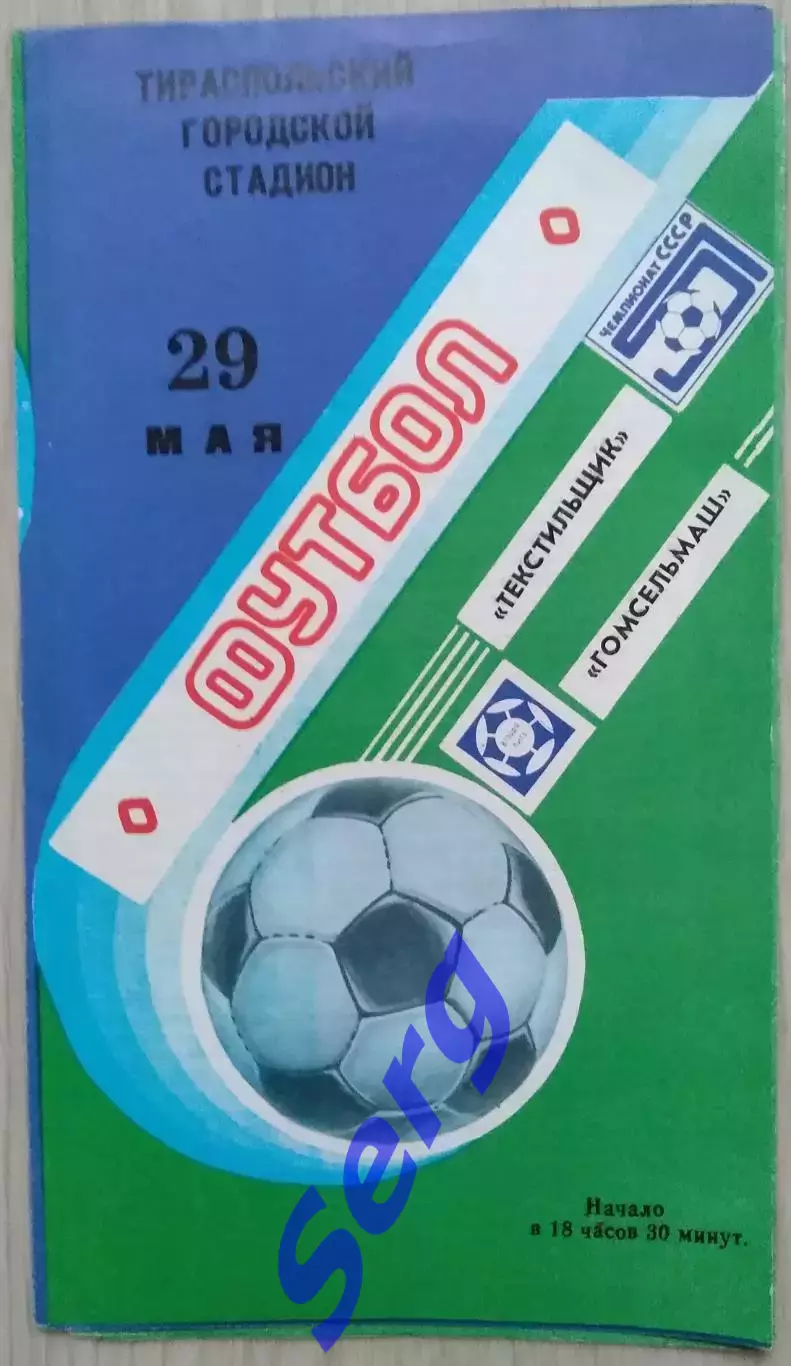 ТИРАСПОЛЬСКИЙ
ГОРОДСКОЙ
СТАДИОН
29
МАЯ
ФУТБОЛ
ЧЕМПИОНАТ СССР
«ТЕКСТИЛЬЩИК»
«ГОМСЕЛЬМАШ»
Начало
в 18 часов 30 минут.
Serg